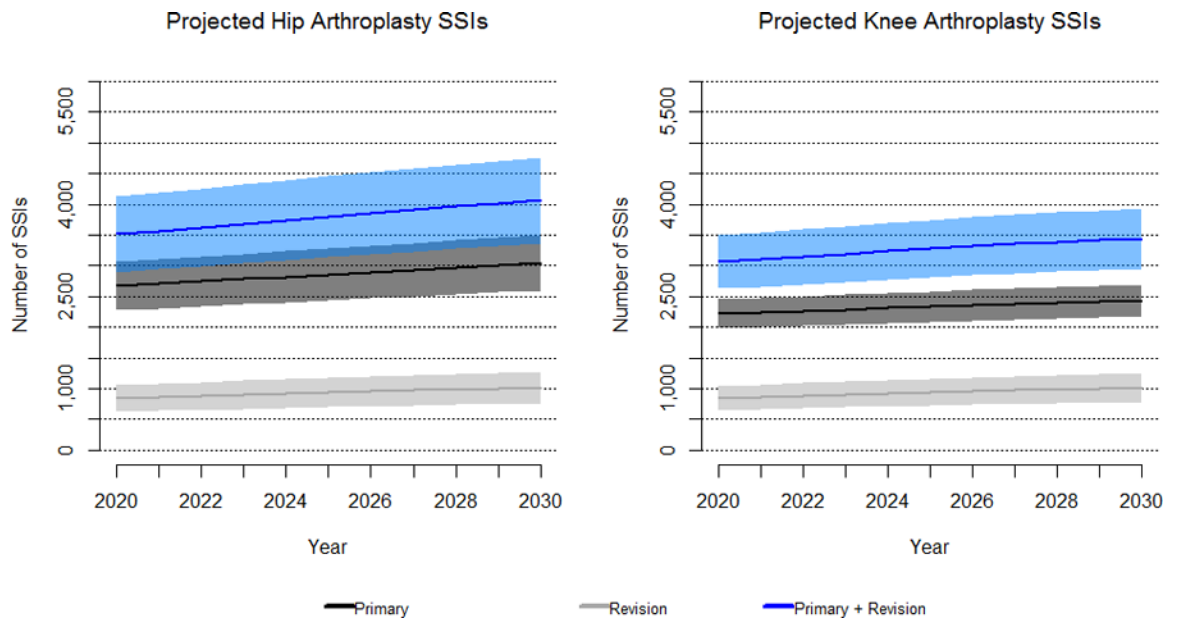 Projected Hip Arthroplasty SSIs
Projected Knee Arthroplasty SSIs
Number of SSIs
5,500
4,000
2,500
1,000
0
2020 2022 2024 2026 2028 2030
Year
Number of SSIs
5,500
4,000
2,500
1,000
0
2020 2022 2024 2026 2028 2030
Year
Primary Revision Primary + Revision